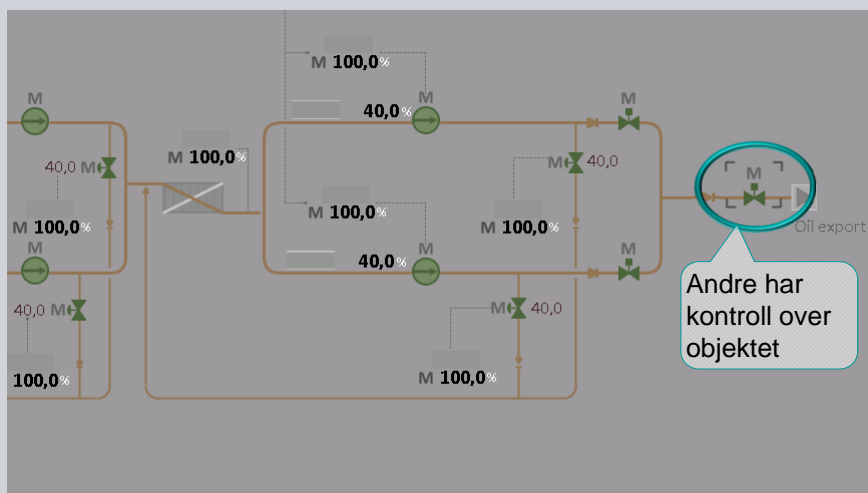 M 100,0%
M
M
40,0%
M
M 100,0%
40,0 M
M 40,0
M 100,0%
M
M 100,0%
M 100,0%
M
Oil export
M
M
40,0%
M
Andre har
kontroll over
objektet
40,0 M
M 40,0
100,0%
M 100,0%